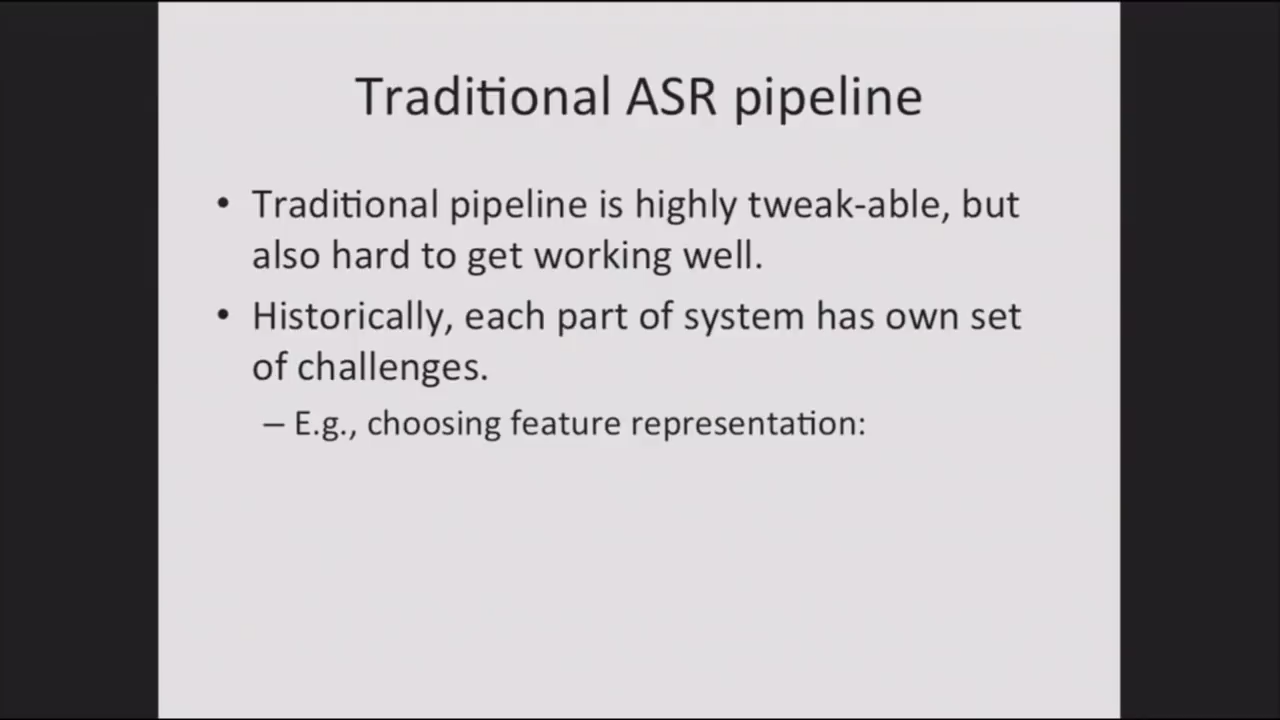 Traditional ASR pipeline
• Traditional pipeline is highly tweak-able, but
also hard to get working well.
• Historically, each part of system has own set
of challenges.
– E.g., choosing feature representation: